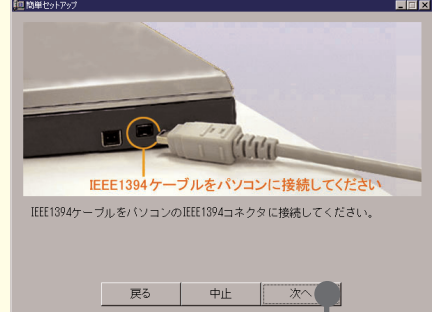 簡単セットアップ
IEEE1394ケーブルをパソコンに接続してください
IEEE1394ケーブルをパソコンのIEEE1394コネクタに接続してください。
戻る
中止
次へ